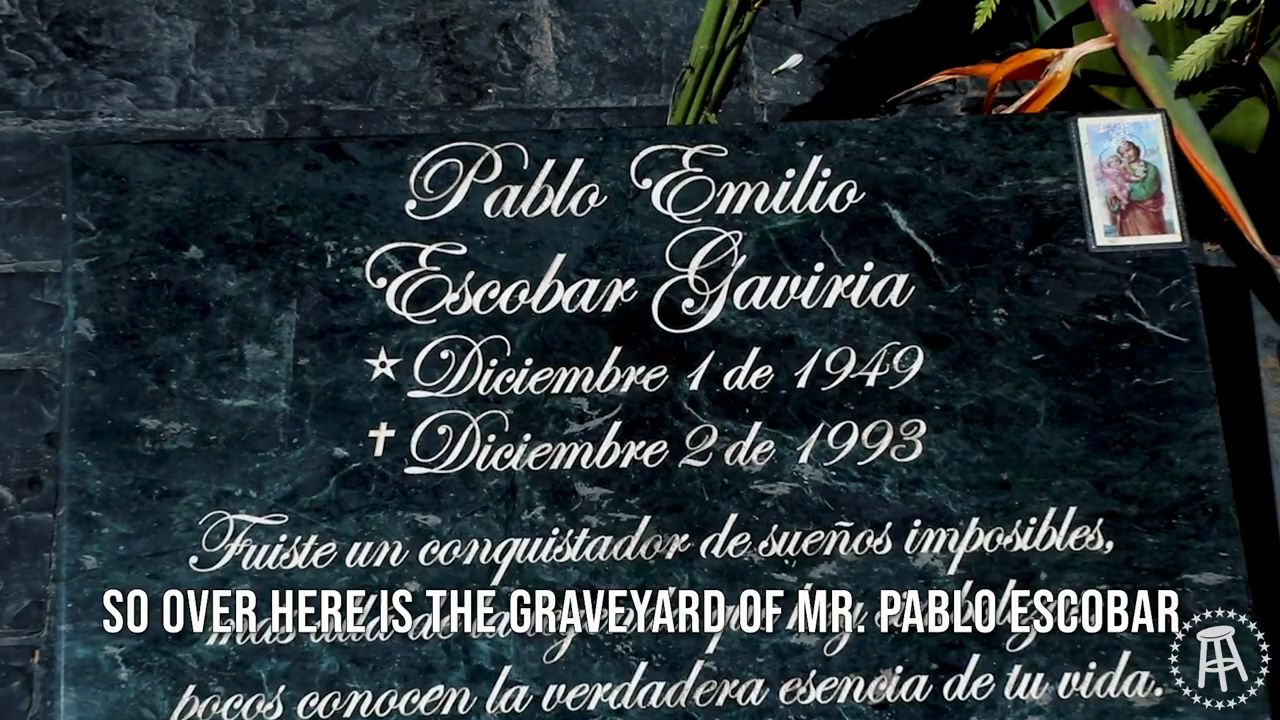 Pablo Emilio
Escobar Gaviria
Diciembre 1 de 1949
Diciembre 2 de 1993
Fuiste un conquistador de sueños imposibles,
SO OVER HERE IS THE GRAVEYARD OF MR. PABLO ESCOBAR
pocos conocen la verdadera esencia de tu vida.